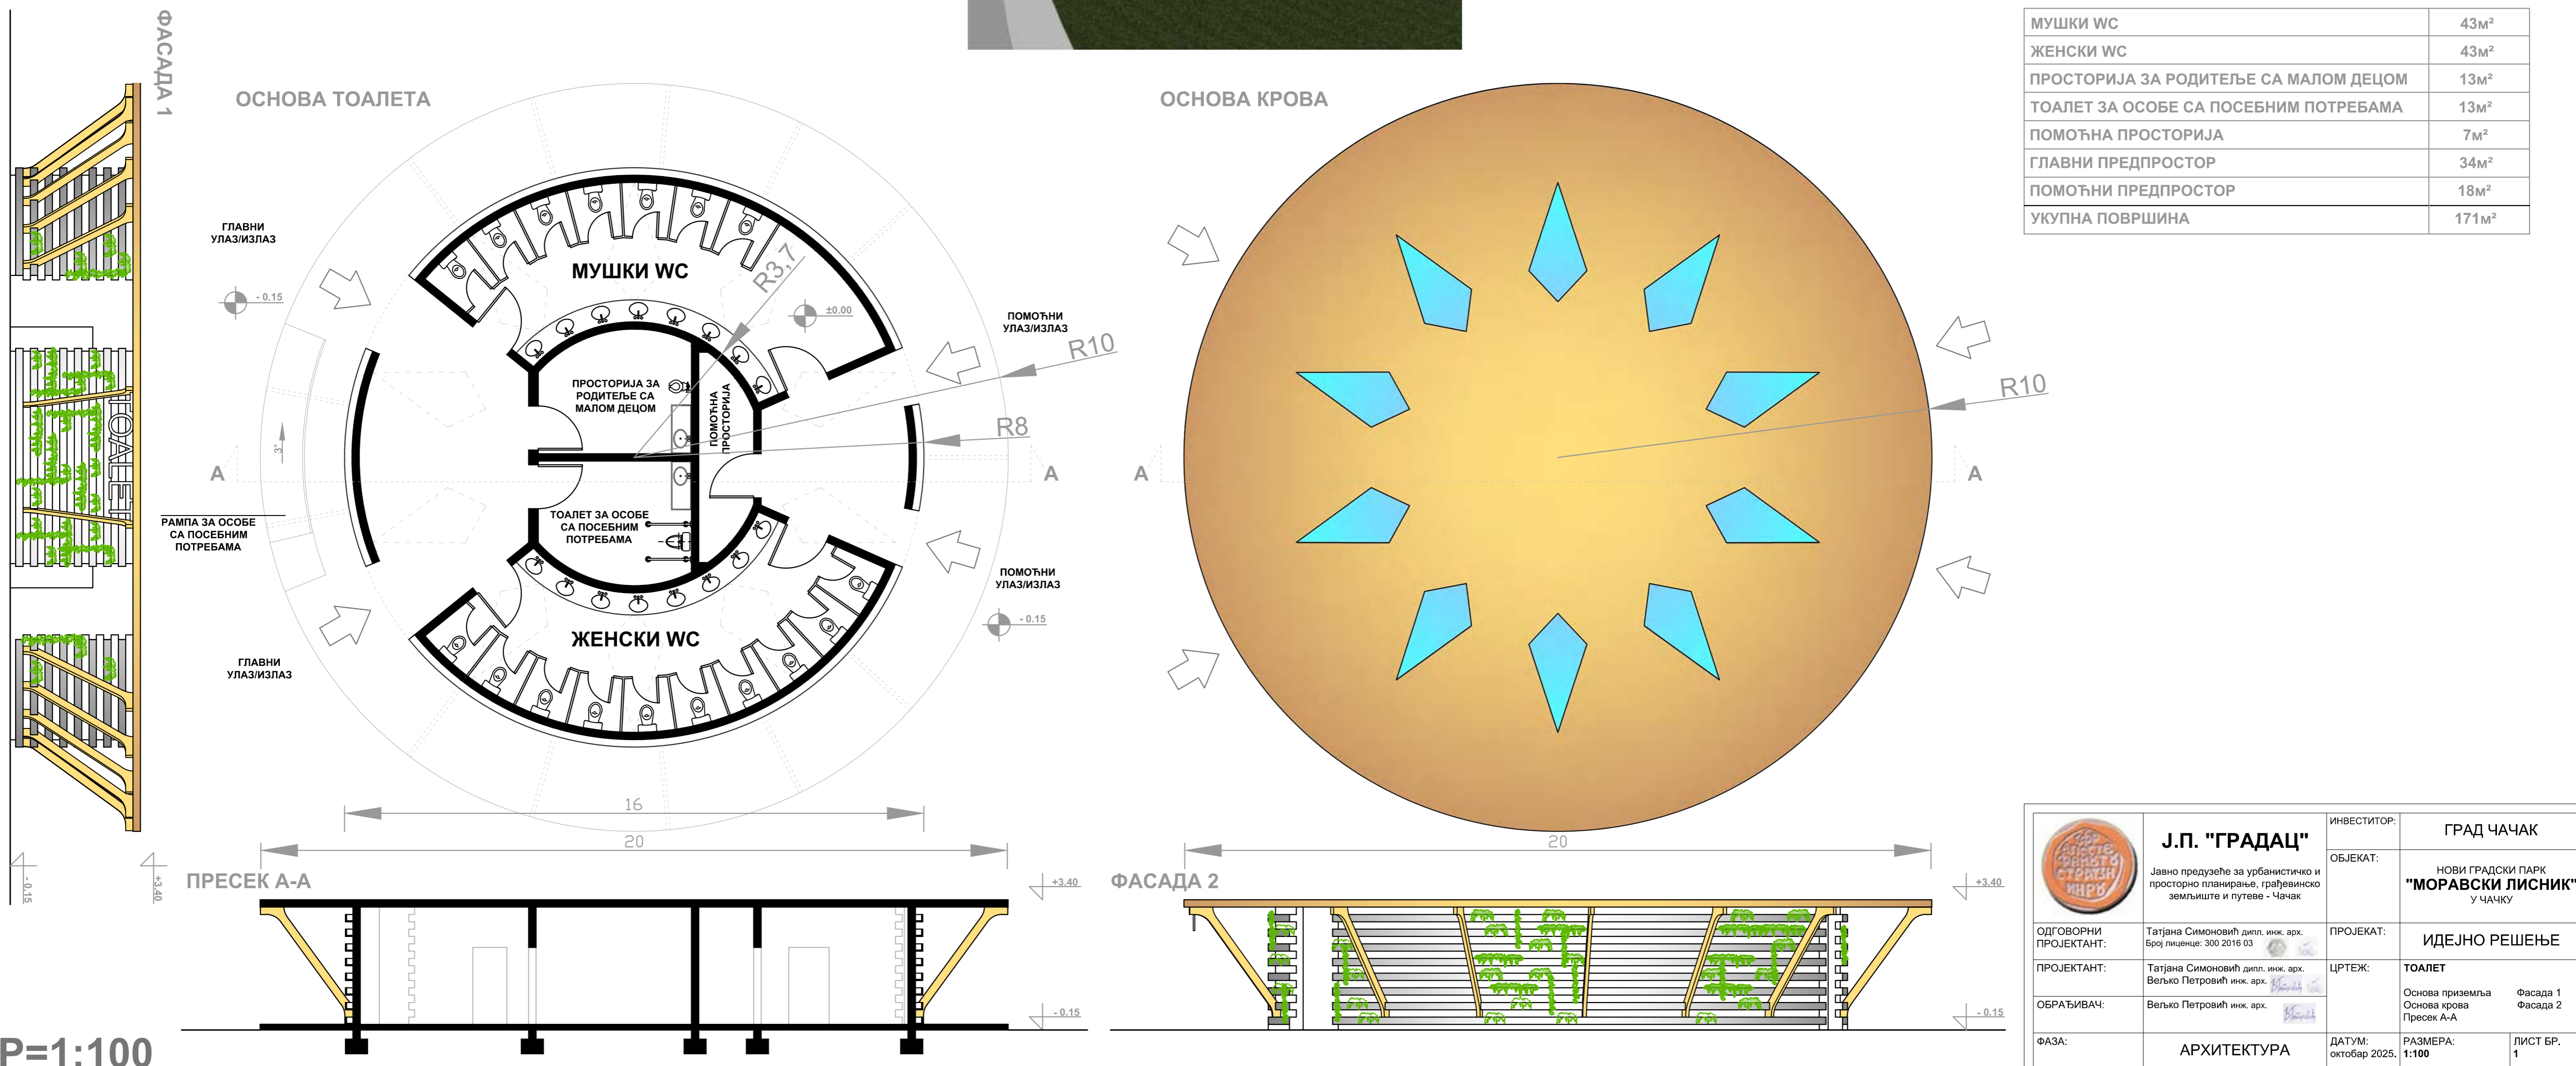 ФАСАДА 1
ТОАЛЕТ
3°
РАМПА ЗА ОСОБЕ
СА ПОСЕБНИМ
ПОТРЕБАМА
- 0.15
+3.40
ОСНОВА ТОАЛЕТА
ГЛАВНИ
УЛАЗ/ИЗЛАЗ
- 0.15
МУШКИ WC
R3,7
±0.00
ПОМОЋНИ
УЛАЗ/ИЗЛАЗ
R10
R8
ПРОСТОРИЈА ЗА
РОДИТЕЉЕ СА
МАЛОМ ДЕЦОМ
ПОМОЋНА
ПРОСТОРИЈА
A
A
ТОАЛЕТ ЗА ОСОБЕ
СА ПОСЕБНИМ
ПОТРЕБАМА
ПОМОЋНИ
УЛАЗ/ИЗЛАЗ
- 0.15
ЖЕНСКИ WC
ГЛАВНИ
УЛАЗ/ИЗЛАЗ
16
20
ОСНОВА КРОВА
R10
A
A
20
ПРЕСЕК А-А
+3.40
- 0.15
ФАСАДА 2
+3.40
- 0.15
Р=1:100
МУШКИ WC 43м²
ЖЕНСКИ WC 43м²
ПРОСТОРИЈА ЗА РОДИТЕЉЕ СА МАЛОМ ДЕЦОМ 13м²
ТОАЛЕТ ЗА ОСОБЕ СА ПОСЕБНИМ ПОТРЕБАМА 13м²
ПОМОЋНА ПРОСТОРИЈА 7м²
ГЛАВНИ ПРЕДПРОСТОР 34м²
ПОМОЋНИ ПРЕДПРОСТОР 18м²
УКУПНА ПОВРШИНА 171м²
Ј.П. "ГРАДАЦ"
Јавно предузеће за урбанистичко и
просторно планирање, грађевинско
земљиште и путеве - Чачак
ИНВЕСТИТОР:
ГРАД ЧАЧАК
ОБЈЕКАТ:
НОВИ ГРАДСКИ ПАРК
"МОРАВСКИ ЛИСНИК"
У ЧАЧКУ
ОДГОВОРНИ
ПРОЈЕКТАНТ:
Татјана Симоновић дипл. инж. арх.
Број лиценце: 300 2016 03
ПРОЈЕКАТ:
ИДЕЈНО РЕШЕЊЕ
ПРОЈЕКТАНТ:
Татјана Симоновић дипл. инж. арх.
Вељко Петровић инж. арх.
ЦРТЕЖ:
ТОАЛЕТ
Основа приземља Фасада 1
Основа крова Фасада 2
Пресек А-А
ОБРАЂИВАЧ:
Вељко Петровић инж. арх.
ФАЗА:
АРХИТЕКТУРА
ДАТУМ:
октобар 2025.
РАЗМЕРА:
1:100
ЛИСТ БР.
1